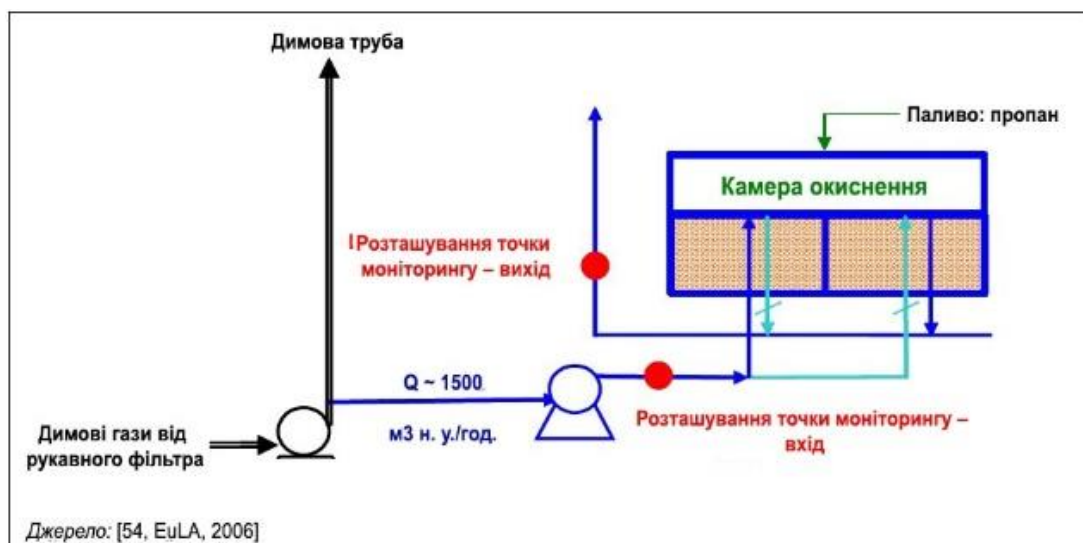 Димова труба
Паливо: пропан
Камера окиснення
IРозташування точки
моніторингу – вихід
Q ~ 1500
м3 н. у./год.
Розташування точки моніторингу –
вхід
Димові гази від
рукавного фільтра
Джерело: [54, EuLA, 2006]